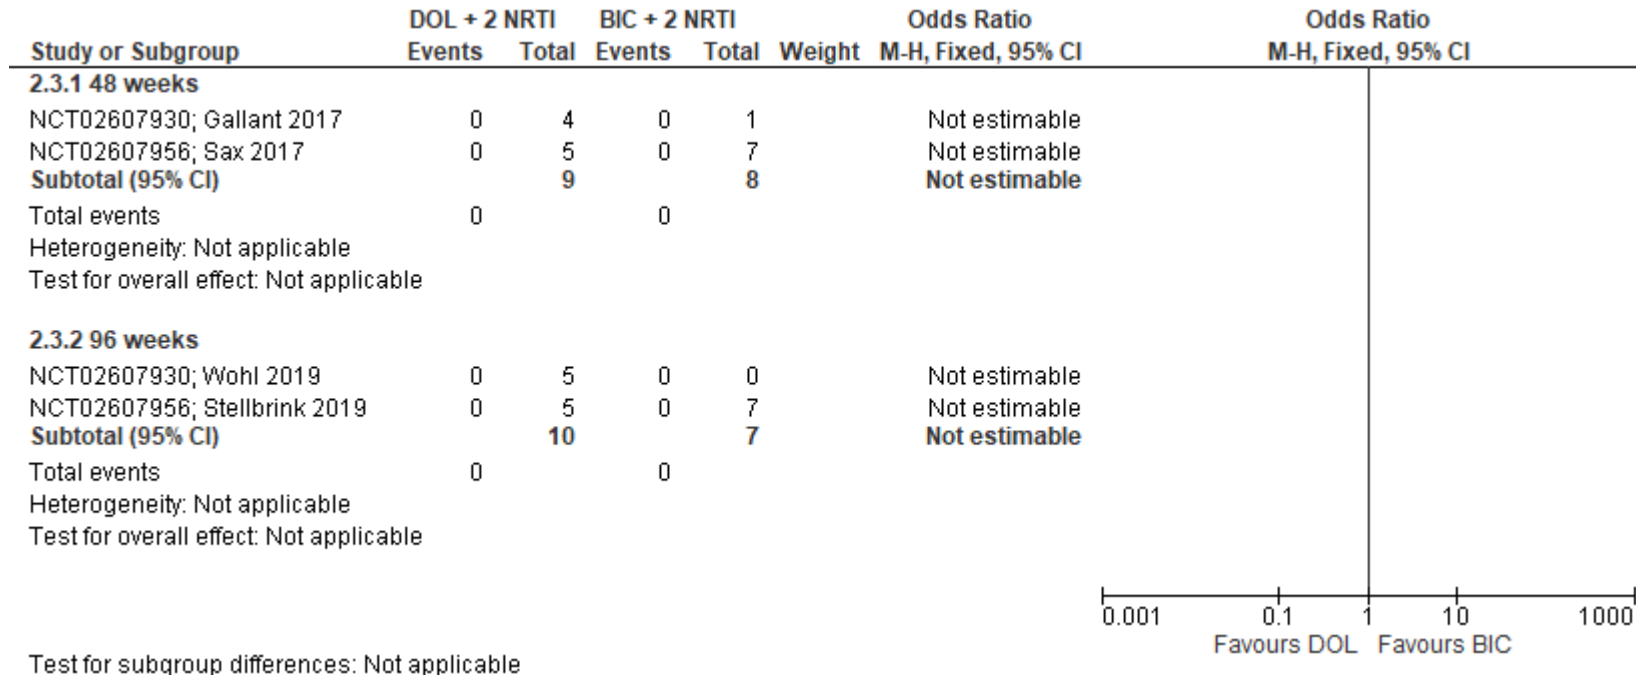 DOL + 2 NRTI BIC + 2 NRTI Odds Ratio Odds Ratio
Study or Subgroup Events Total Events Total Weight M-H, Fixed, 95% CI M-H, Fixed, 95% CI
2.3.1 48 weeks
NCT02607930; Gallant 2017 0 4 0 1 Not estimable
NCT02607956; Sax 2017 0 5 0 7 Not estimable
Subtotal (95% CI) 9 8 Not estimable
Total events 0 0
Heterogeneity: Not applicable
Test for overall effect: Not applicable
2.3.2 96 weeks
NCT02607930; Wohl 2019 0 5 0 0 Not estimable
NCT02607956; Stellbrink 2019 0 5 0 7 Not estimable
Subtotal (95% CI) 10 7 Not estimable
Total events 0 0
Heterogeneity: Not applicable
Test for overall effect: Not applicable
0.001 0.1 1 10 1000
Favours DOL Favours BIC
Test for subgroup differences: Not applicable